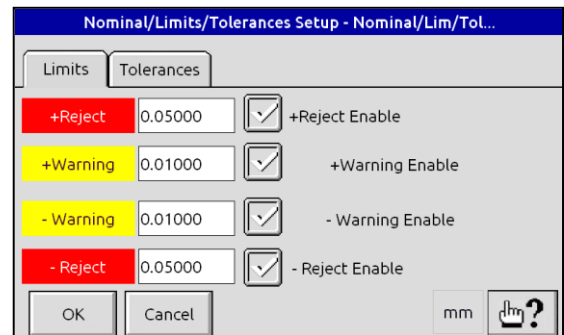 Nominal/Limits/Tolerances Setup - Nominal/Lim/Tol...
Limits Tolerances
+Reject 0.05000 +Reject Enable
+Warning 0.01000 +Warning Enable
- Warning 0.01000 - Warning Enable
- Reject 0.05000 - Reject Enable
OK Cancel mm ?